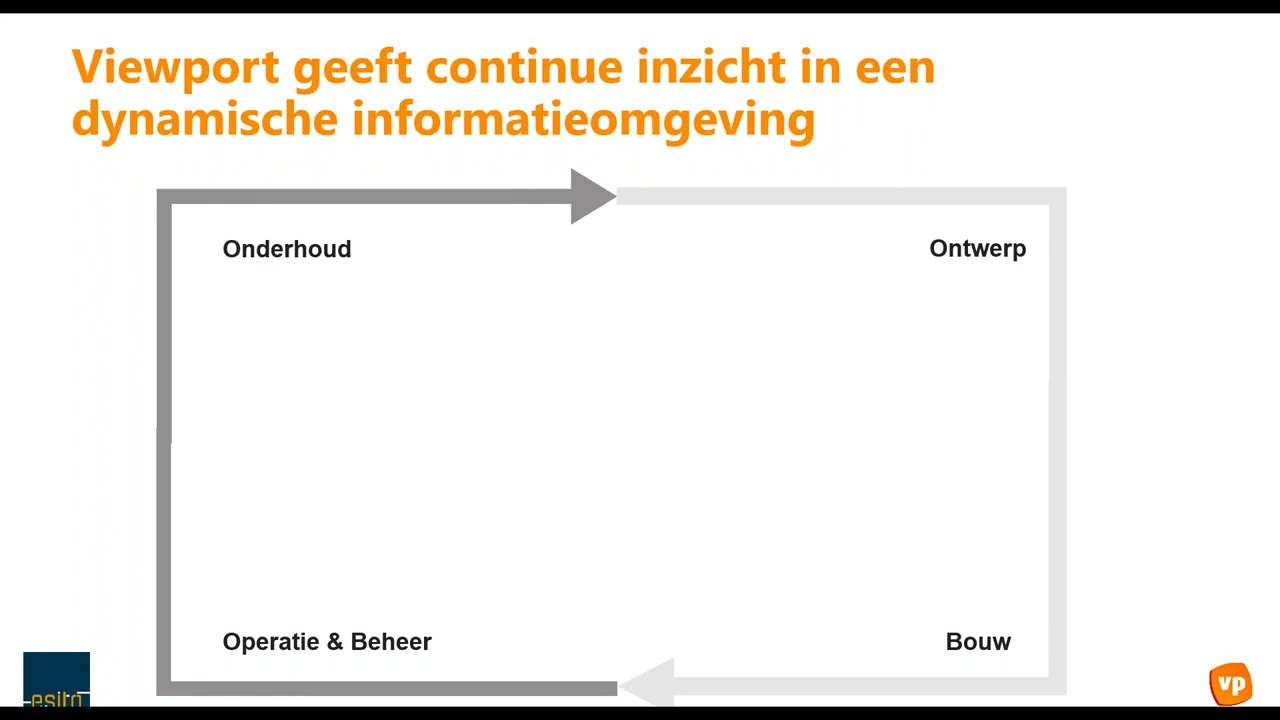 Viewport geeft continue inzicht in een
dynamische informatieomgeving
Onderhoud
Ontwerp
Operatie & Beheer
Bouw
esito
vp